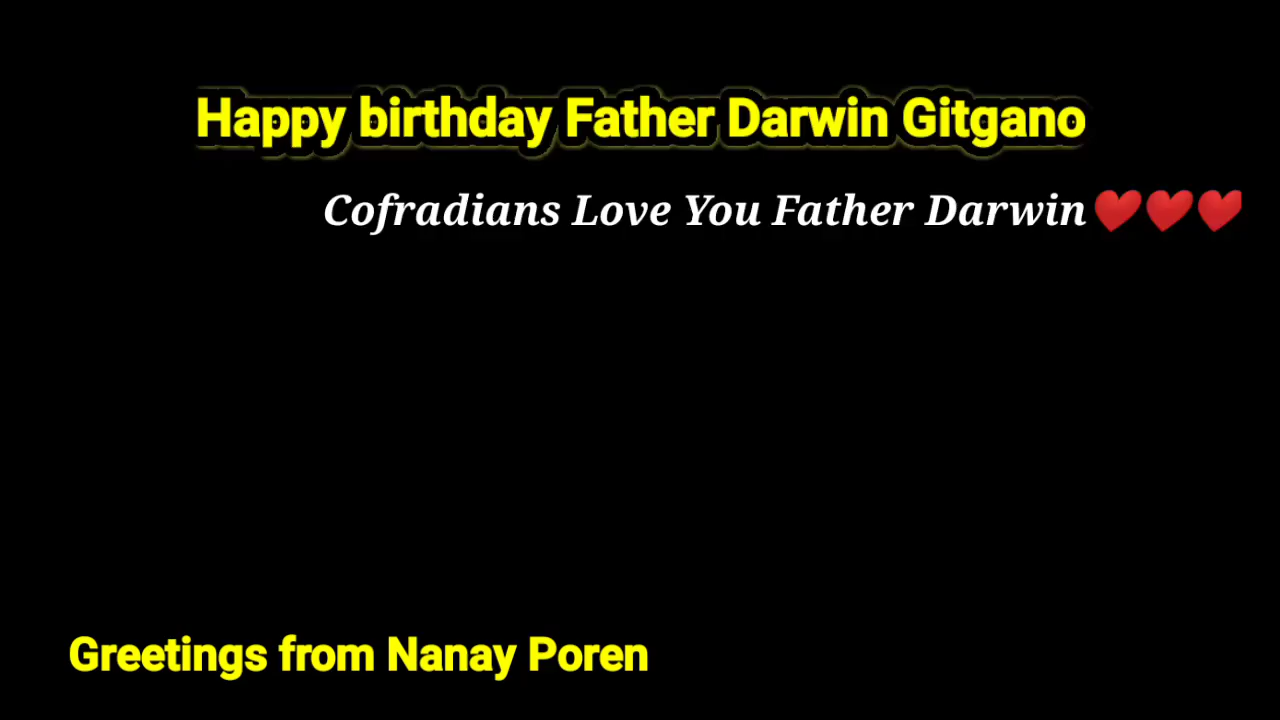 Happy birthday Father Darwin Gitgano
Cofradians Love You Father Darwin❤️❤️❤️
Greetings from Nanay Poren